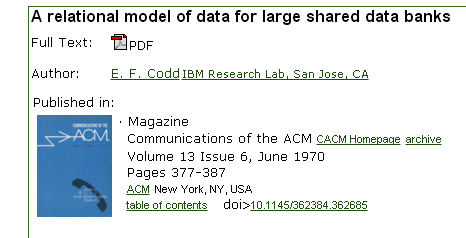 A relational model of data for large shared data banks
Full Text: PDF
Author: E. F. Codd IBM Research Lab, San Jose, CA
Published in:
COMMUNICATIONS OF THE
ACM
· Magazine
Communications of the ACM CACM Homepage archive
Volume 13 Issue 6, June 1970
Pages 377-387
ACM New York, NY, USA
table of contents doi>10.1145/362384.362685